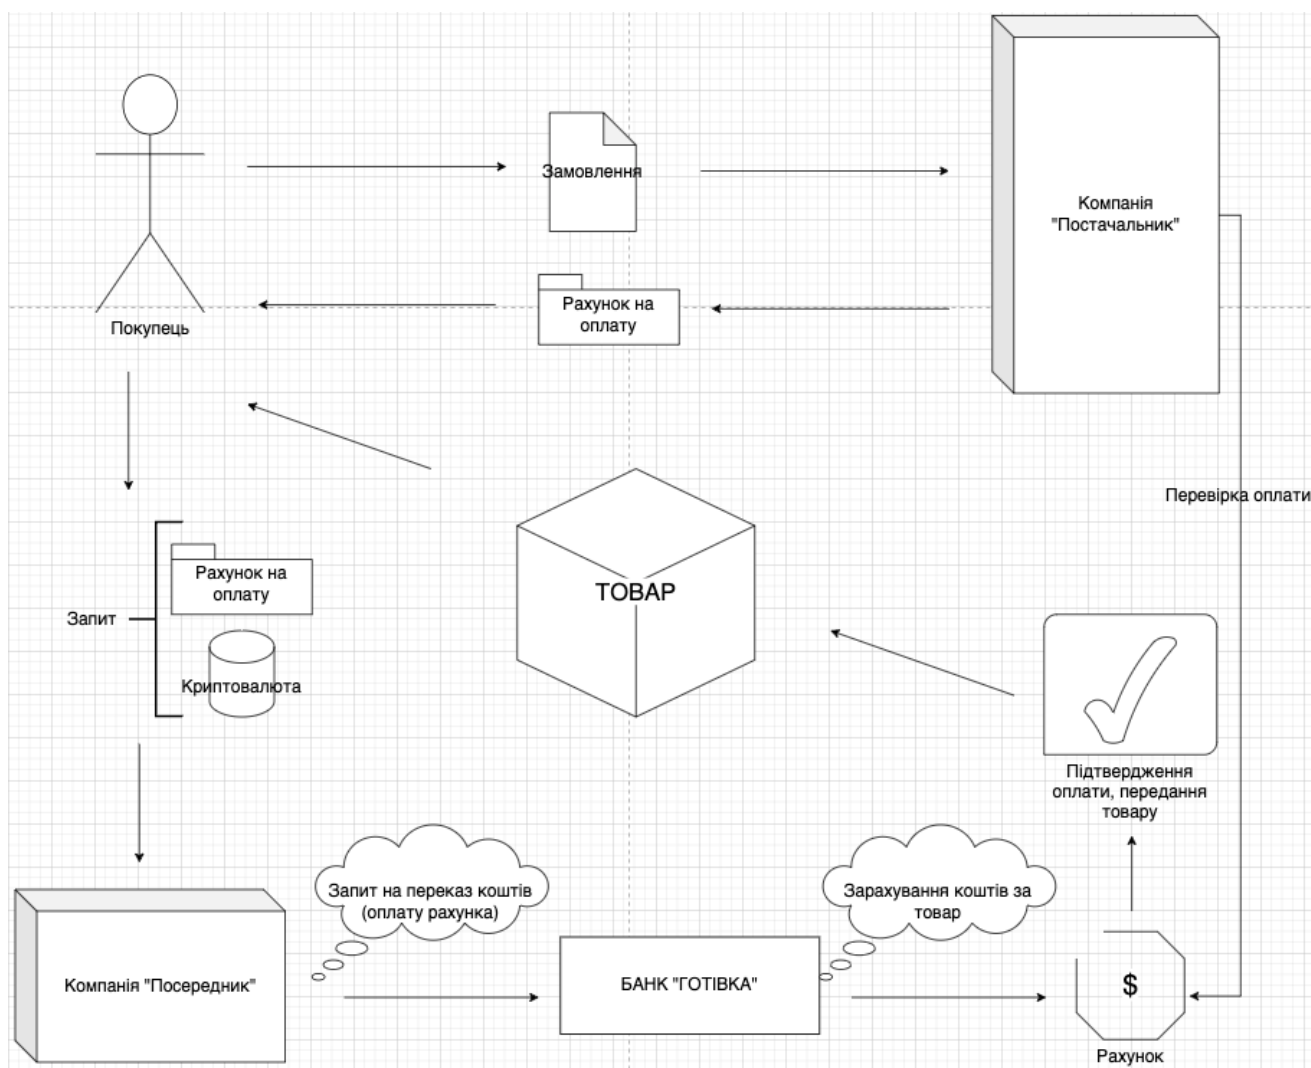 Замовлення
Компанія
"Постачальник"
Рахунок на
оплату
Покупець
Перевірка оплати
Рахунок на
оплату
Запит
Криптовалюта
ТОВАР
Підтвердження
оплати, передання
товару
Запит на переказ коштів
(оплату рахунка)
Зарахування коштів за
товар
Компанія "Посередник"
БАНК "ГОТІВКА"
$
Рахунок